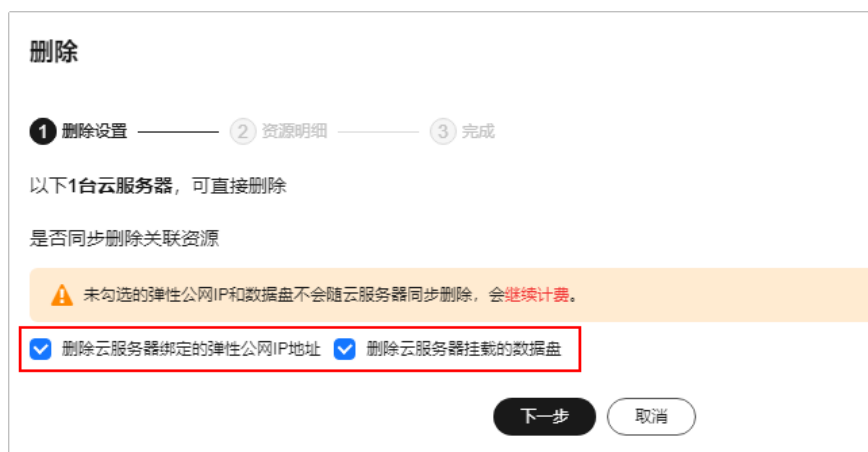 删除
1 删除设置 2 资源明细 3 完成
以下1台云服务器，可直接删除
是否同步删除关联资源
未勾选的弹性公网IP和数据盘不会随云服务器同步删除，会继续计费。
删除云服务器绑定的弹性公网IP地址 删除云服务器挂载的数据盘
下一步 取消